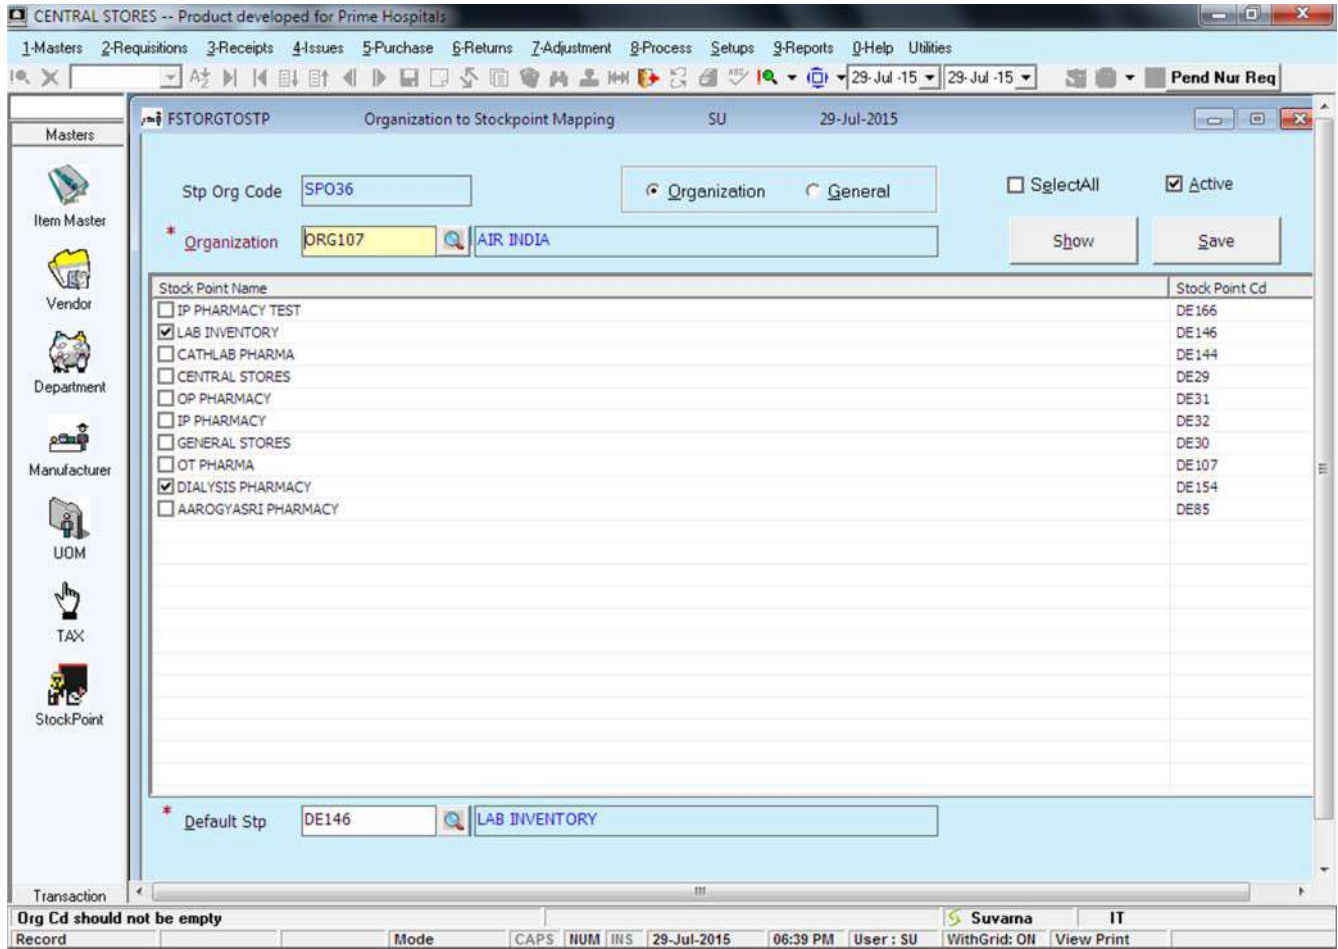 CENTRAL STORES -- Product developed for Prime Hospitals
1-Masters 2-Requisitions 3-Receipts 4-Issues 5-Purchase 6-Returns 7-Adjustment 8-Process Setups 9-Reports 0-Help Utilities
29-Jul-15 29-Jul-15 Pend Nur Req
Masters
FSTORGTOSTP Organization to Stockpoint Mapping SU 29-Jul-2015
Stp Org Code SPO36 Organization General SelectAll Active
* Organization ORG107 AIR INDIA Show Save
Item Master
Vendor
Department
Manufacturer
UOM
TAX
StockPoint
Stock Point Name Stock Point Cd
IP PHARMACY TEST DE166
LAB INVENTORY DE146
CATHLAB PHARMA DE144
CENTRAL STORES DE29
OP PHARMACY DE31
IP PHARMACY DE32
GENERAL STORES DE30
OT PHARMA DE107
DIALYSIS PHARMACY DE154
AAROGYASRI PHARMACY DE85
* Default Stp DE146 LAB INVENTORY
Transaction
Org Cd should not be empty Suvarna IT
Record Mode CAPS NUM INS 29-Jul-2015 06:39 PM User : SU WithGrid: ON View Print